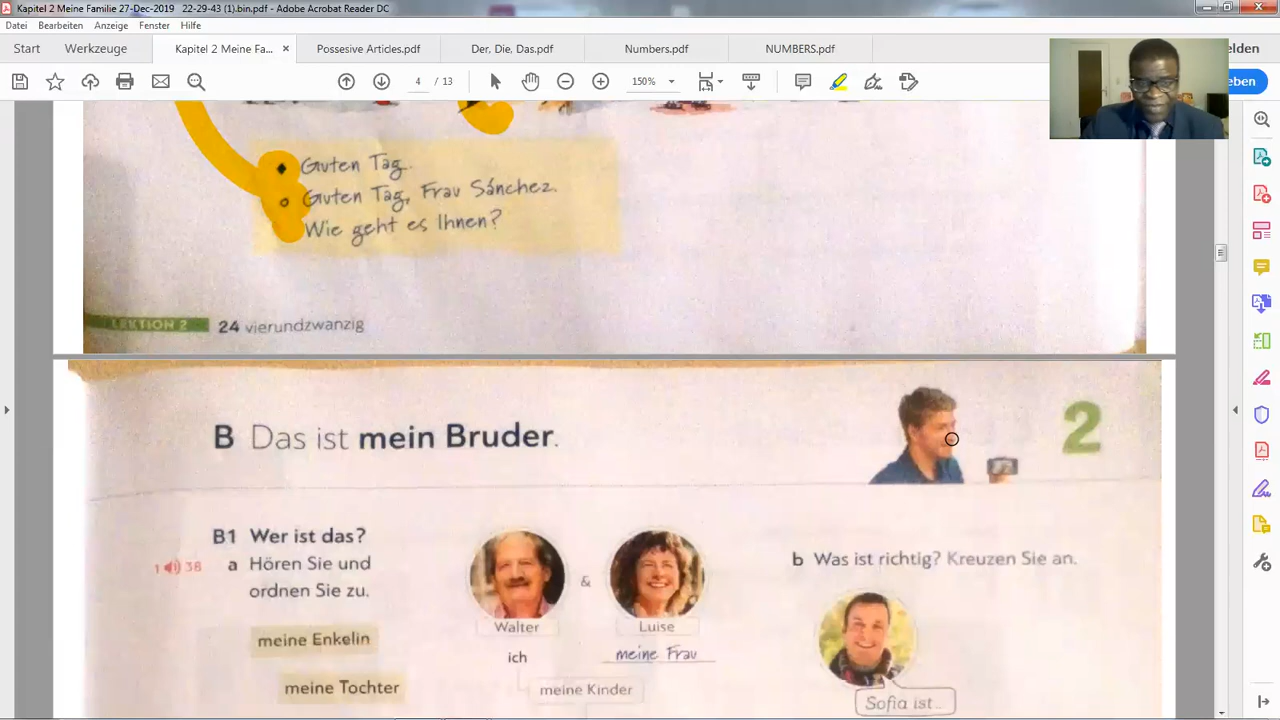 Kapitel 2 Meine Familie 27-Dec-2019 22-29-43 (1).bin.pdf - Adobe Acrobat Reader DC
Datei Bearbeiten Anzeige Fenster Hilfe
Start Werkzeuge Kapitel 2 Meine Fa... × Possesive Articles.pdf Der, Die, Das.pdf Numbers.pdf NUMBERS.pdf elden
4 / 13 150% eben
Guten Tag.
Guten Tag, Frau Sánchez.
Wie geht es Ihnen?
LEKTION 2 24 vierundzwanzig
B Das ist mein Bruder. 2
B1 Wer ist das?
1 38 a Hören Sie und
ordnen Sie zu.
meine Enkelin
meine Tochter
&
Walter Luise
ich meine Frau
meine Kinder
b Was ist richtig? Kreuzen Sie an.
Sofia ist...